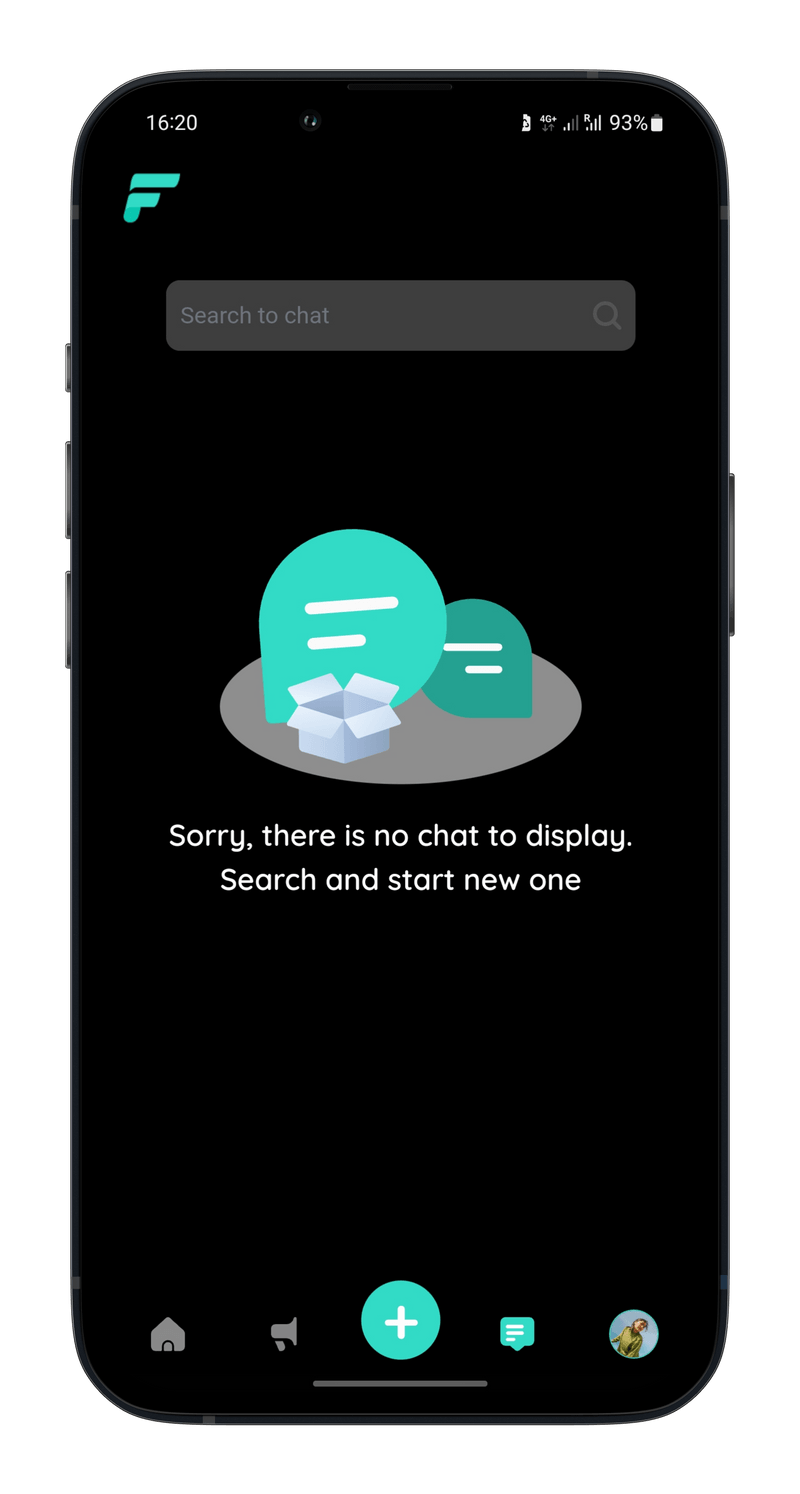 16:20
4G+ R 93%
F
Search to chat
Sorry, there is no chat to display.
Search and start new one